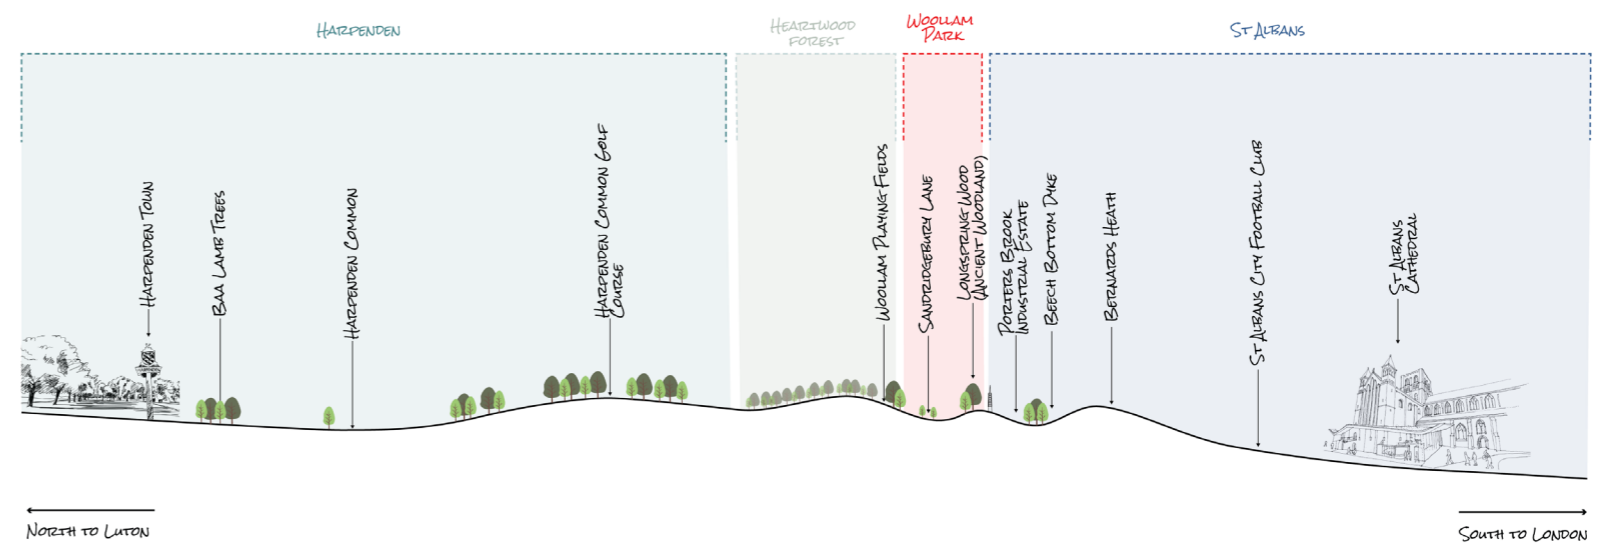 Harpenden
Heartwood
Forest
Woollam
Park
St Albans
Harpenden Town
Baa Lamb Trees
Harpenden Common
Harpenden Common Golf
Course
Woollam Playing Fields
Sandridgebury Lane
Longspring Wood
(Ancient Woodland)
Porters Brook
Industrial Estate
Beech Bottom Dyke
Bernards Heath
St Albans City Football Club
St Albans
Cathedral
North to Luton
South to London